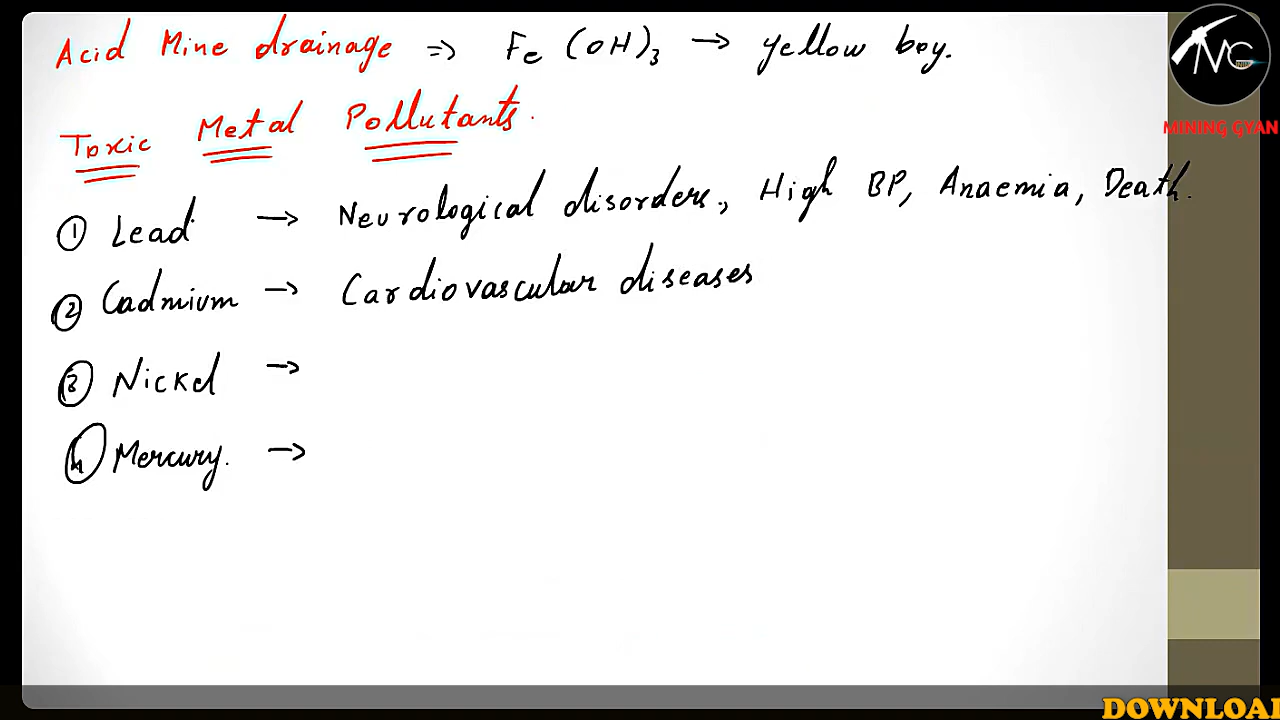 Acid Mine drainage => Fe (OH)3 → yellow boy.
Toxic Metal Pollutants.
① Lead → Neurological disorders, High BP, Anaemia, Death.
② Cadmium → Cardiovascular diseases
③ Nickel →
④ Mercury. →
MG
MINING GYAN
DOWNLOAD